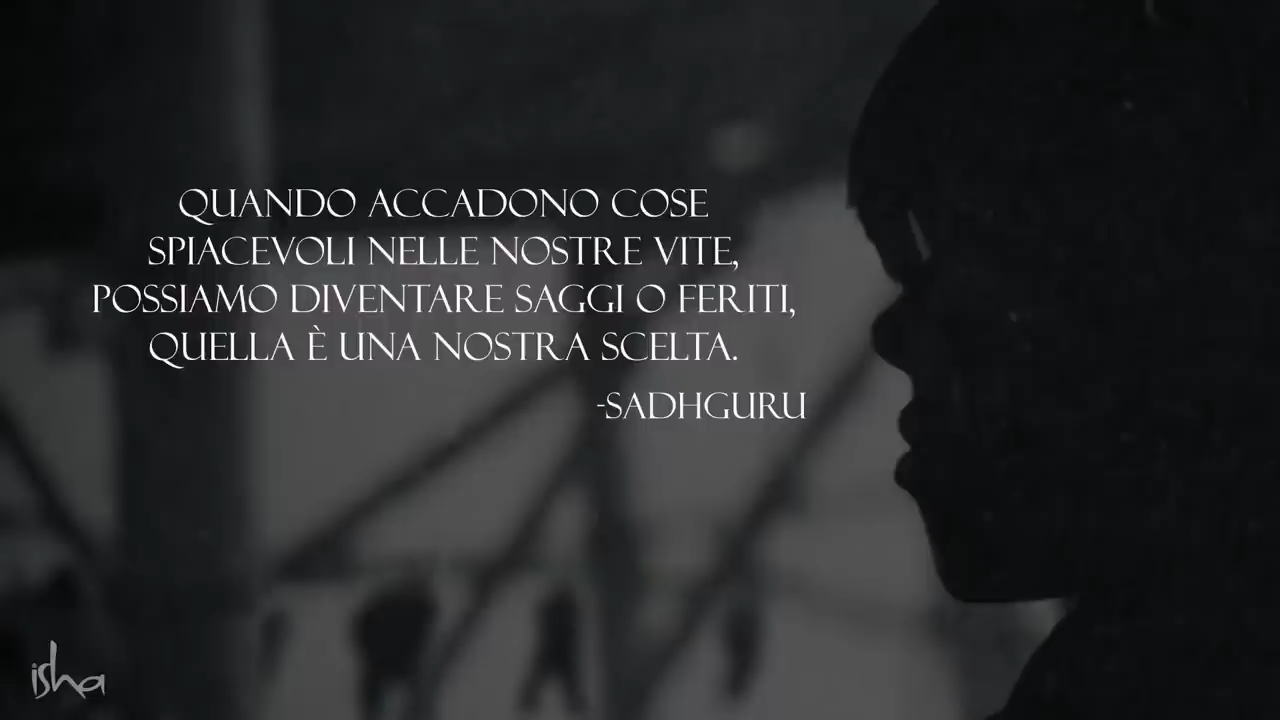 QUANDO ACCADONO COSE
SPIACEVOLI NELLE NOSTRE VITE,
POSSIAMO DIVENTARE SAGGI O FERITI,
QUELLA È UNA NOSTRA SCELTA.
-SADHGURU
isha